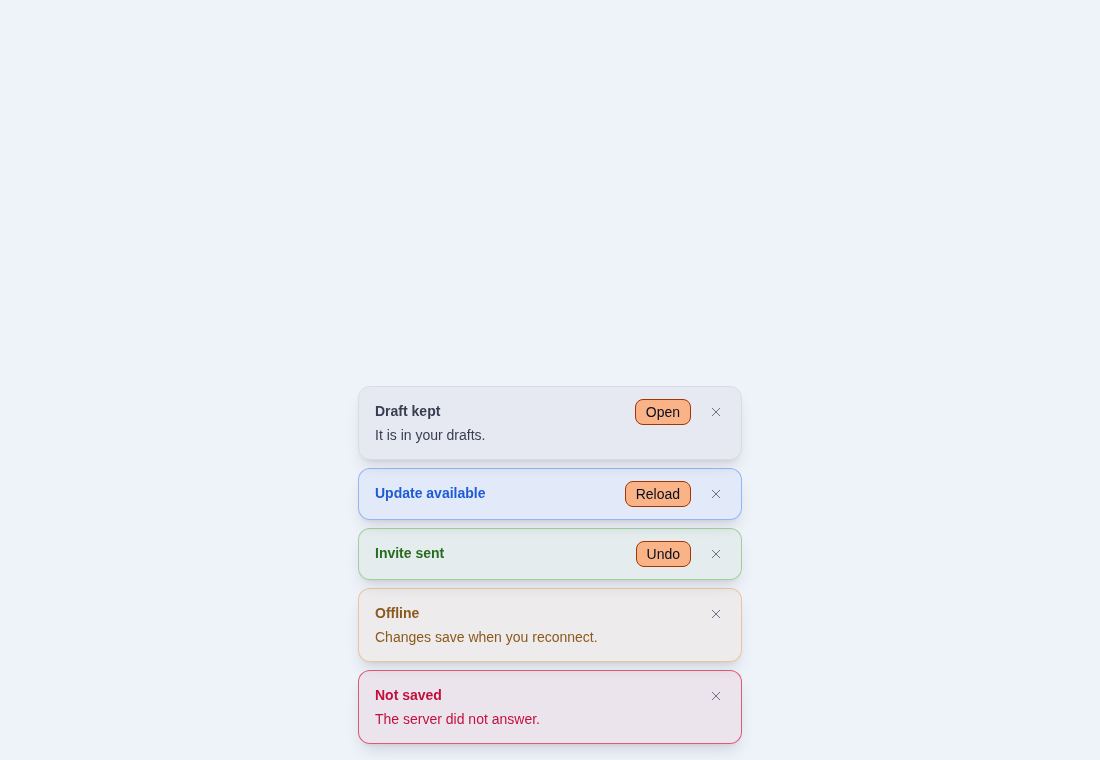 Draft kept
Open
It is in your drafts.
Update available
Reload
Invite sent
Undo
Offline
Changes save when you reconnect.
Not saved
The server did not answer.